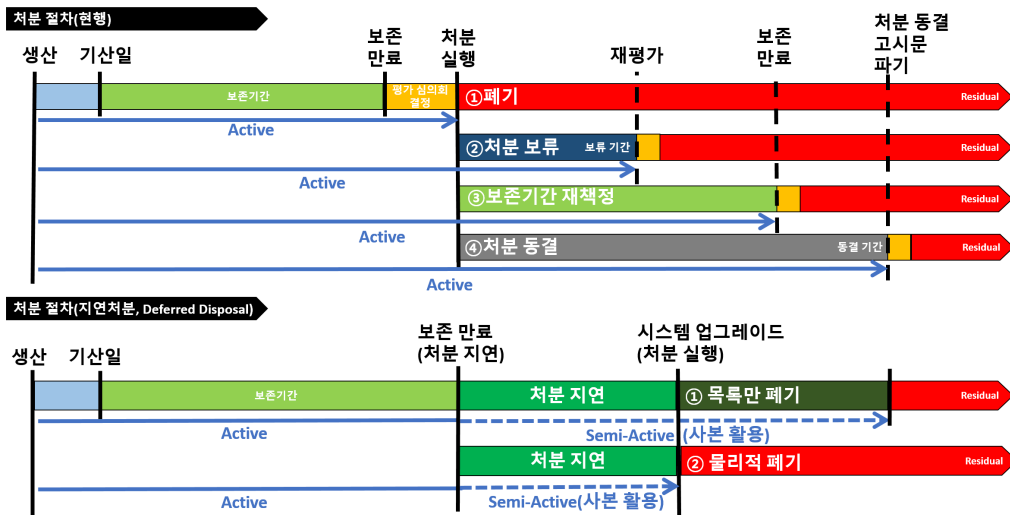 처분 절차(현행)
생산
기산일
보존
만료
처분
실행
재평가
보존
만료
처분 동결
고시문
파기
보존기간
평가 심의회
결정
①폐기
Residual
Active
②처분 보류
보류 기간
Residual
Active
③보존기간 재책정
Residual
Active
④처분 동결
동결 기간
Residual
Active
처분 절차(지연처분, Deferred Disposal)
생산
기산일
보존 만료
(처분 지연)
시스템 업그레이드
(처분 실행)
보존기간
처분 지연
① 목록만 폐기
Residual
Active
Semi-Active (사본 활용)
처분 지연
② 물리적 폐기
Residual
Active
Semi-Active(사본 활용)